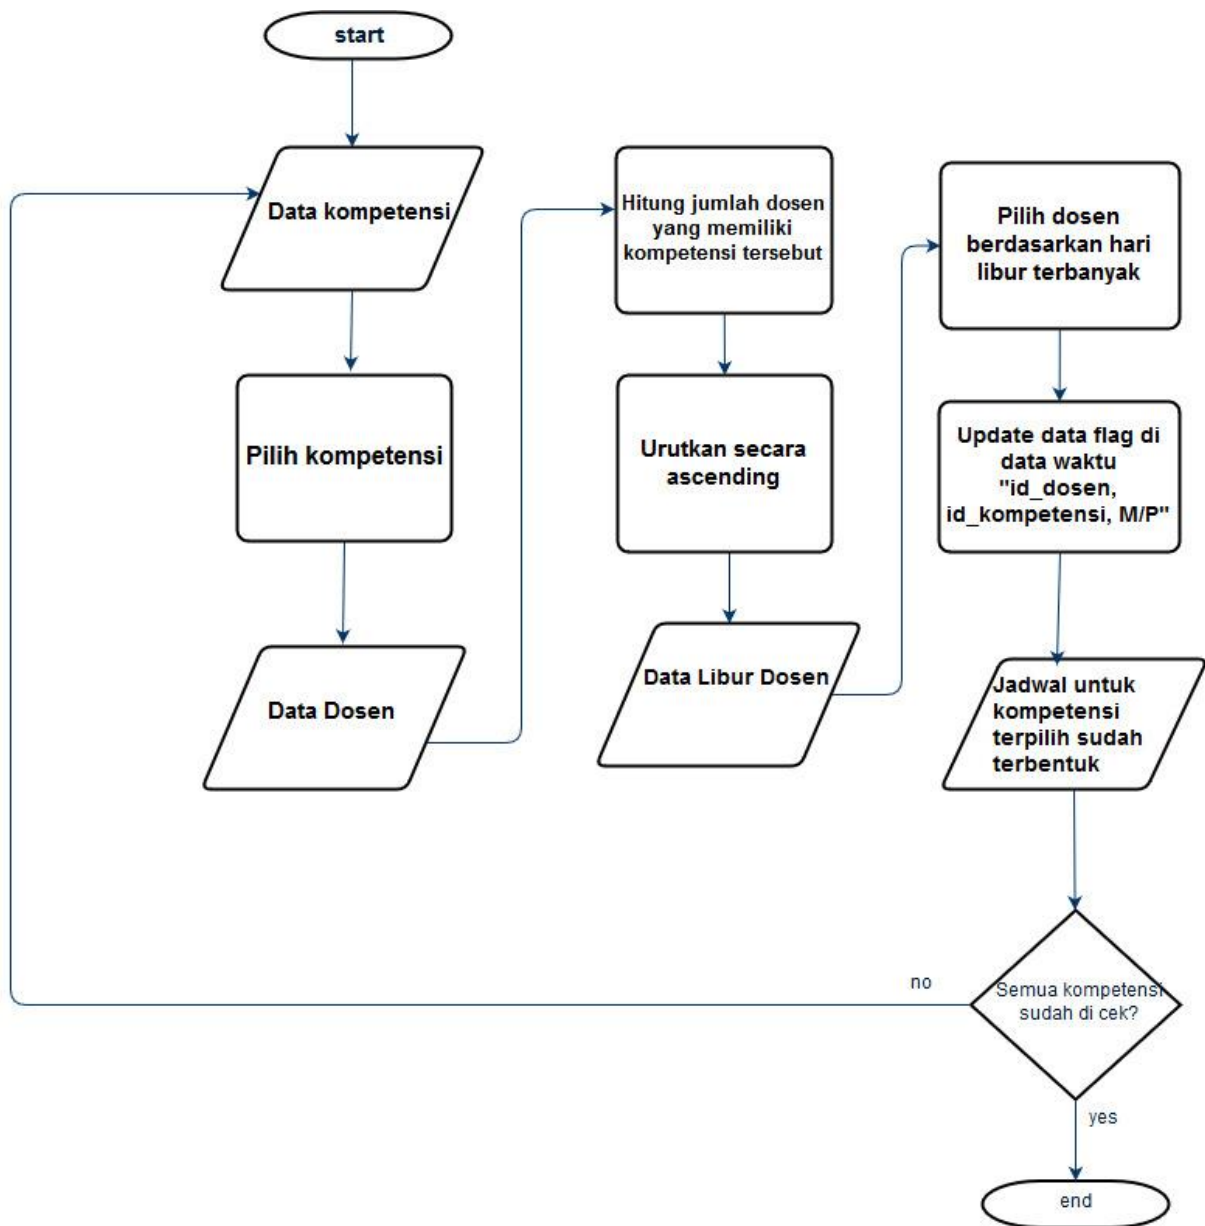 start
Data kompetensi
Pilih kompetensi
Data Dosen
Hitung jumlah dosen
yang memiliki
kompetensi tersebut
Urutkan secara
ascending
Data Libur Dosen
Pilih dosen
berdasarkan hari
libur terbanyak
Update data flag di
data waktu
"id_dosen,
id_kompetensi, M/P"
Jadwal untuk
kompetensi
terpilih sudah
terbentuk
Semua kompetensi
sudah di cek?
no
yes
end